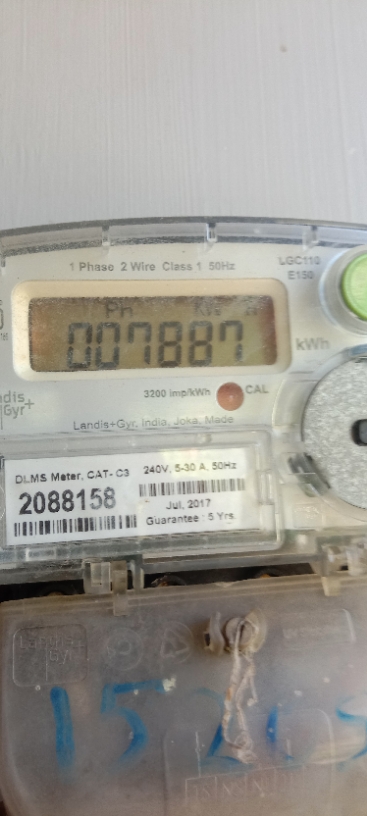 1 Phase 2 Wire Class 1 50Hz
LGC110
E150
Pn
007887
kWh
3200 imp/kWh
CAL
Landis+Gyr, India, Joka, Made
DLMS Meter, CAT- C3
2088158
240V, 5-30 A, 50Hz
Jul, 2017
Guarantee : 5 Yrs.